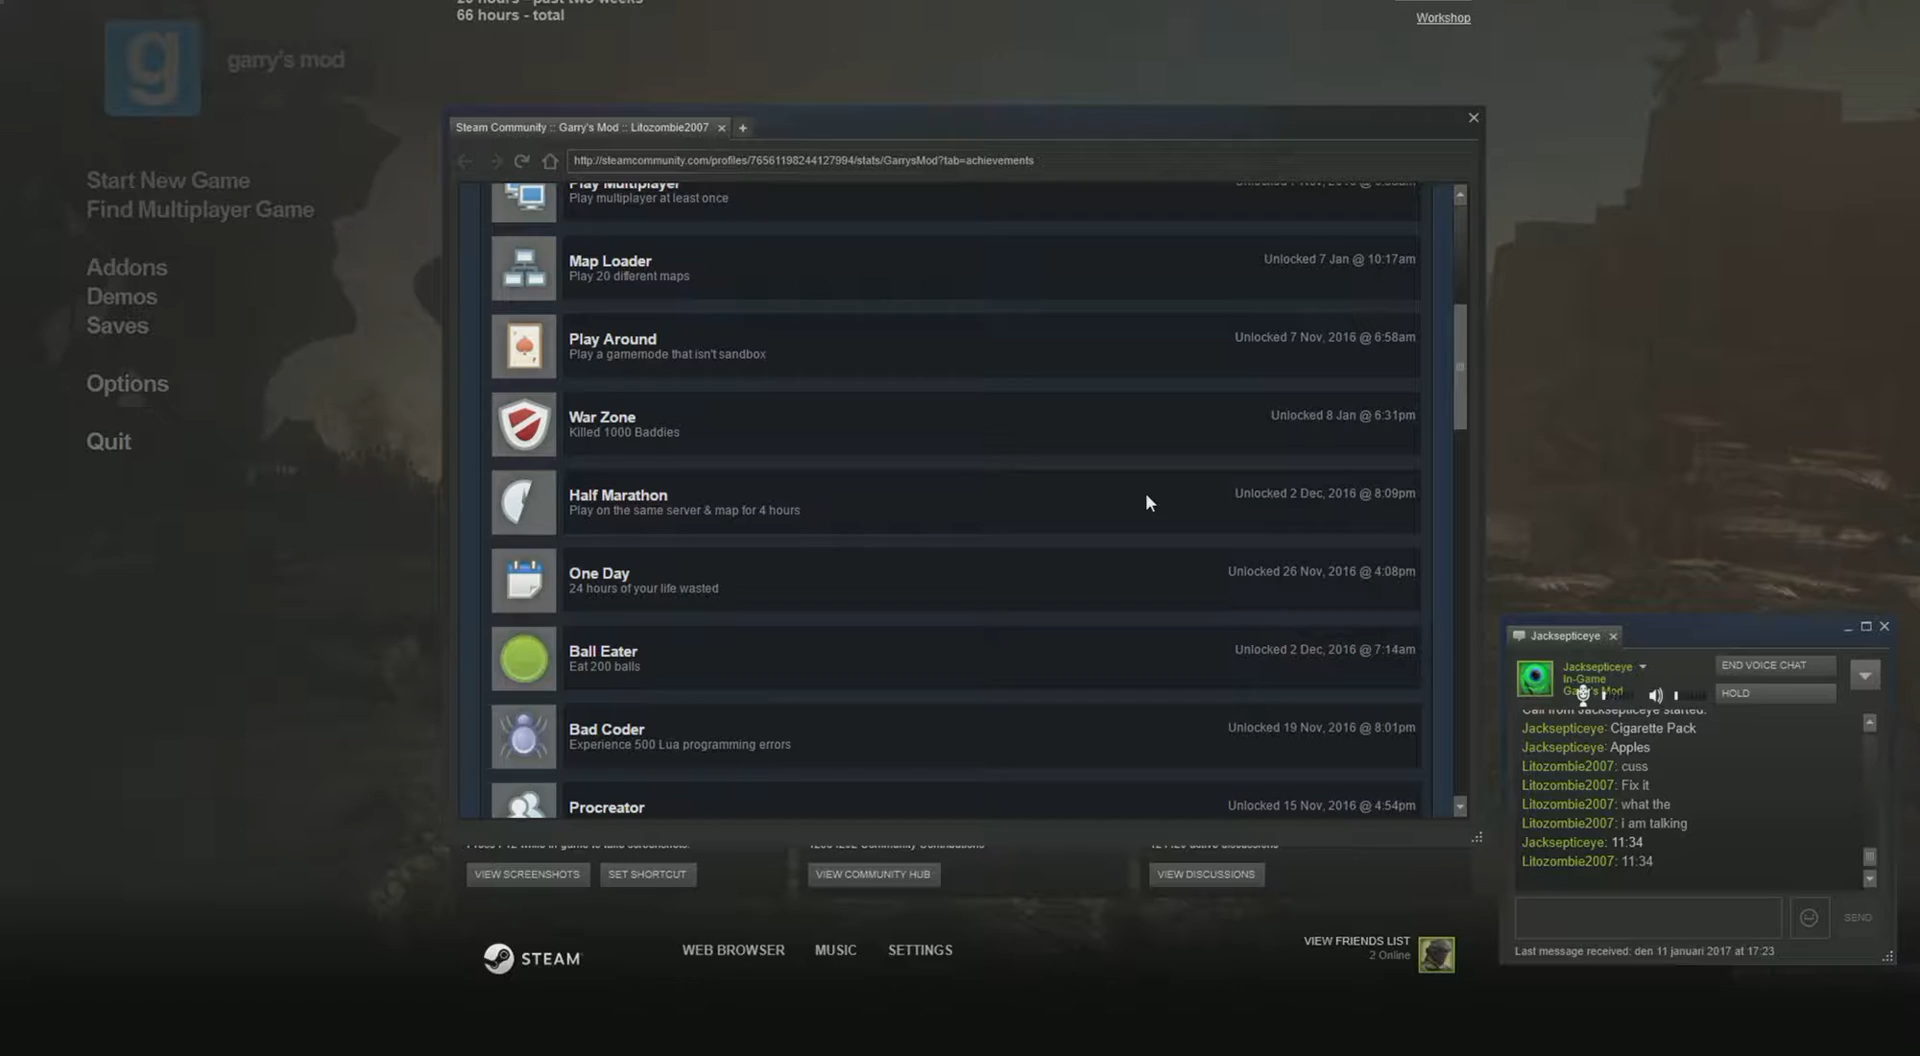 66 hours - total
Workshop
g
garry's mod
Start New Game
Find Multiplayer Game
Addons
Demos
Saves
Options
Quit
Steam Community :: Garry's Mod :: Litozombie2007
http://steamcommunity.com/profiles/76561198244127994/stats/GarrysMod?tab=achievements
Play Multiplayer
Play multiplayer at least once
Map Loader
Unlocked 7 Jan @ 10:17am
Play 20 different maps
Play Around
Unlocked 7 Nov, 2016 @ 6:58am
Play a gamemode that isn't sandbox
War Zone
Unlocked 8 Jan @ 6:31pm
Killed 1000 Baddies
Half Marathon
Unlocked 2 Dec, 2016 @ 8:09pm
Play on the same server & map for 4 hours
One Day
Unlocked 26 Nov, 2016 @ 4:08pm
24 hours of your life wasted
Ball Eater
Unlocked 2 Dec, 2016 @ 7:14am
Eat 200 balls
Bad Coder
Unlocked 19 Nov, 2016 @ 8:01pm
Experience 500 Lua programming errors
Procreator
Unlocked 15 Nov, 2016 @ 4:54pm
VIEW SCREENSHOTS
SET SHORTCUT
VIEW COMMUNITY HUB
VIEW DISCUSSIONS
STEAM
WEB BROWSER
MUSIC
SETTINGS
VIEW FRIENDS LIST
2 Online
Jacksepticeye
Jacksepticeye
In-Game
Garry's Mod
END VOICE CHAT
HOLD
Call from Jacksepticeye started.
Jacksepticeye: Cigarette Pack
Jacksepticeye: Apples
Litozombie2007: cuss
Litozombie2007: Fix it
Litozombie2007: what the
Litozombie2007: i am talking
Jacksepticeye: 11:34
Litozombie2007: 11:34
SEND
Last message received: den 11 januari 2017 at 17:23